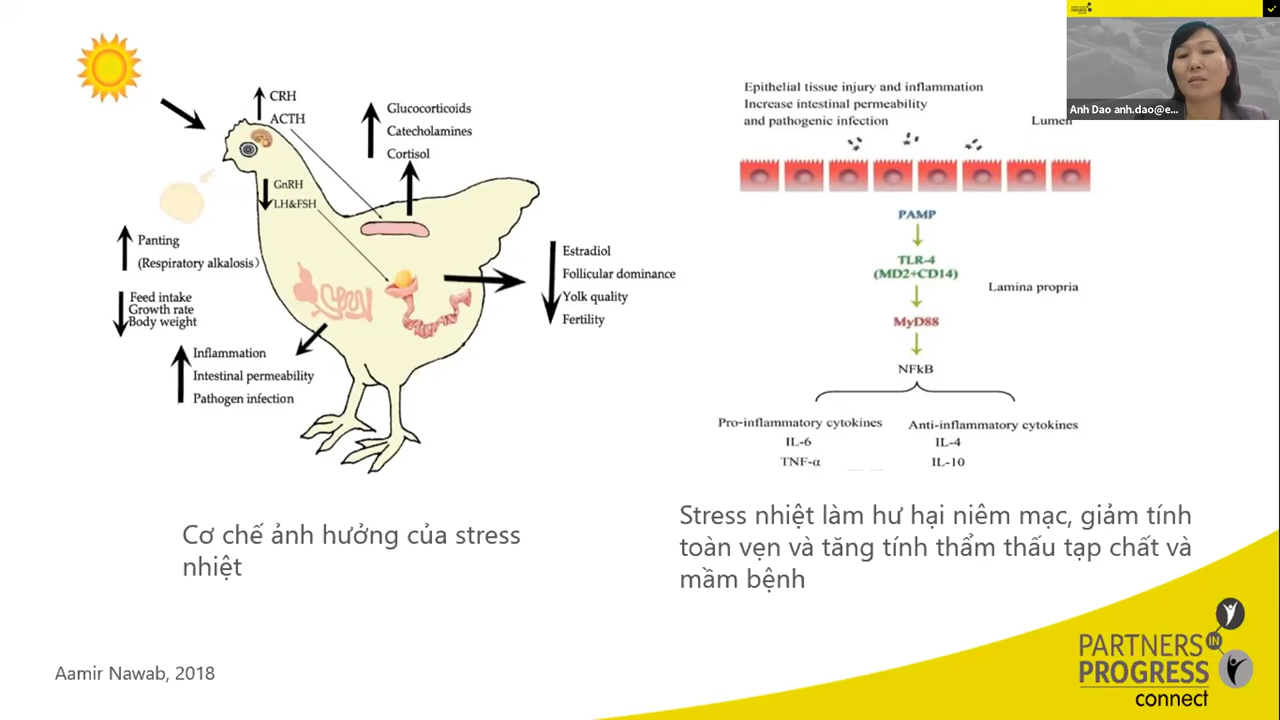 PARTNERS IN
PROGRESS
Anh Dao anh.dao@e...
CRH
ACTH
Glucocorticoids
Catecholamines
Cortisol
GnRH
LH&FSH
Panting
(Respiratory alkalosis)
Feed intake
Growth rate
Body weight
Inflammation
Intestinal permeability
Pathogen infection
Estradiol
Follicular dominance
Yolk quality
Fertility
Epithelial tissue injury and inflammation
Increase intestinal permeability
and pathogenic infection
Lumen
PAMP
TLR-4
(MD2+CD14)
Lamina propria
MyD88
NFkB
Pro-inflammatory cytokines
IL-6
TNF-α
Anti-inflammatory cytokines
IL-4
IL-10
Cơ chế ảnh hưởng của stress
nhiệt
Stress nhiệt làm hư hại niêm mạc, giảm tính
toàn vẹn và tăng tính thẩm thấu tạp chất và
mầm bệnh
Aamir Nawab, 2018
PARTNERS IN
PROGRESS
connect